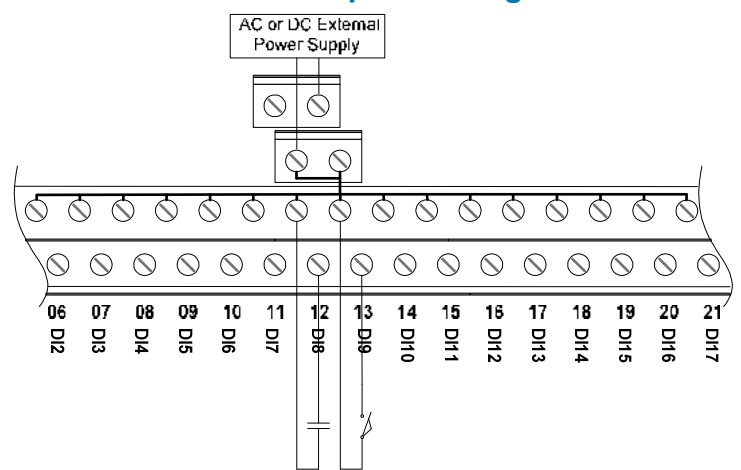 AC or DC External
Power Supply
06 07 08 09 10 11 12 13 14 15 16 17 18 19 20 21
DI2 DI3 DI4 DI5 DI6 DI7 DI8 DI9 DI10 DI11 DI12 DI13 DI14 DI15 DI16 DI17